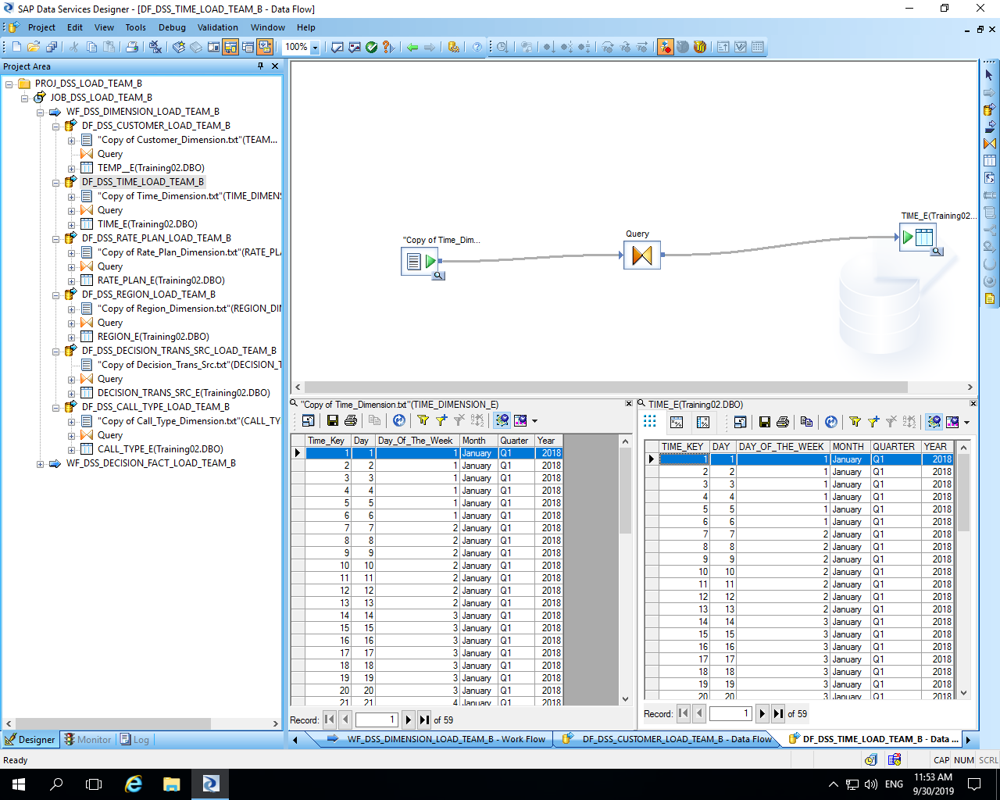 SAP Data Services Designer - [DF_DSS_TIME_LOAD_TEAM_B - Data Flow]
Project Edit View Tools Debug Validation Window Help
100%
Project Area
PROJ_DSS_LOAD_TEAM_B
JOB_DSS_LOAD_TEAM_B
WF_DSS_DIMENSION_LOAD_TEAM_B
DF_DSS_CUSTOMER_LOAD_TEAM_B
"Copy of Customer_Dimension.txt"(TEAM...
Query
TEMP__E(Training02.DBO)
DF_DSS_TIME_LOAD_TEAM_B
"Copy of Time_Dimension.txt"(TIME_DIMENS
Query
TIME_E(Training02.DBO)
DF_DSS_RATE_PLAN_LOAD_TEAM_B
"Copy of Rate_Plan_Dimension.txt"(RATE_PL
Query
RATE_PLAN_E(Training02.DBO)
DF_DSS_REGION_LOAD_TEAM_B
"Copy of Region_Dimension.txt"(REGION_DI
Query
REGION_E(Training02.DBO)
DF_DSS_DECISION_TRANS_SRC_LOAD_TEAM_B
"Copy of Decision_Trans_Src.txt"(DECISION_T
Query
DECISION_TRANS_SRC_E(Training02.DBO)
DF_DSS_CALL_TYPE_LOAD_TEAM_B
"Copy of Call_Type_Dimension.txt"(CALL_TY
Query
CALL_TYPE_E(Training02.DBO)
WF_DSS_DECISION_FACT_LOAD_TEAM_B
Designer Monitor Log
"Copy of Time_Dim...
Query
TIME_E(Training02...
"Copy of Time_Dimension.txt"(TIME_DIMENSION_E)
Time_Key Day Day_Of_The_Week Month Quarter Year
1 1 1 January Q1 2018
2 2 1 January Q1 2018
3 3 1 January Q1 2018
4 4 1 January Q1 2018
5 5 1 January Q1 2018
6 6 1 January Q1 2018
7 7 2 January Q1 2018
8 8 2 January Q1 2018
9 9 2 January Q1 2018
10 10 2 January Q1 2018
11 11 2 January Q1 2018
12 12 2 January Q1 2018
13 13 2 January Q1 2018
14 14 3 January Q1 2018
15 15 3 January Q1 2018
16 16 3 January Q1 2018
17 17 3 January Q1 2018
18 18 3 January Q1 2018
19 19 3 January Q1 2018
20 20 3 January Q1 2018
21 21 4 January Q1 2018
Record: 1 of 59
TIME_E(Training02.DBO)
TIME_KEY DAY DAY_OF_THE_WEEK MONTH QUARTER YEAR
1 1 1 January Q1 2018
2 2 1 January Q1 2018
3 3 1 January Q1 2018
4 4 1 January Q1 2018
5 5 1 January Q1 2018
6 6 1 January Q1 2018
7 7 2 January Q1 2018
8 8 2 January Q1 2018
9 9 2 January Q1 2018
10 10 2 January Q1 2018
11 11 2 January Q1 2018
12 12 2 January Q1 2018
13 13 2 January Q1 2018
14 14 3 January Q1 2018
15 15 3 January Q1 2018
16 16 3 January Q1 2018
17 17 3 January Q1 2018
18 18 3 January Q1 2018
19 19 3 January Q1 2018
20 20 3 January Q1 2018
Record: 1 of 59
WF_DSS_DIMENSION_LOAD_TEAM_B - Work Flow
DF_DSS_CUSTOMER_LOAD_TEAM_B - Data Flow
DF_DSS_TIME_LOAD_TEAM_B - Data ...
Ready
CAP NUM SCRL
ENG
11:53 AM
9/30/2019